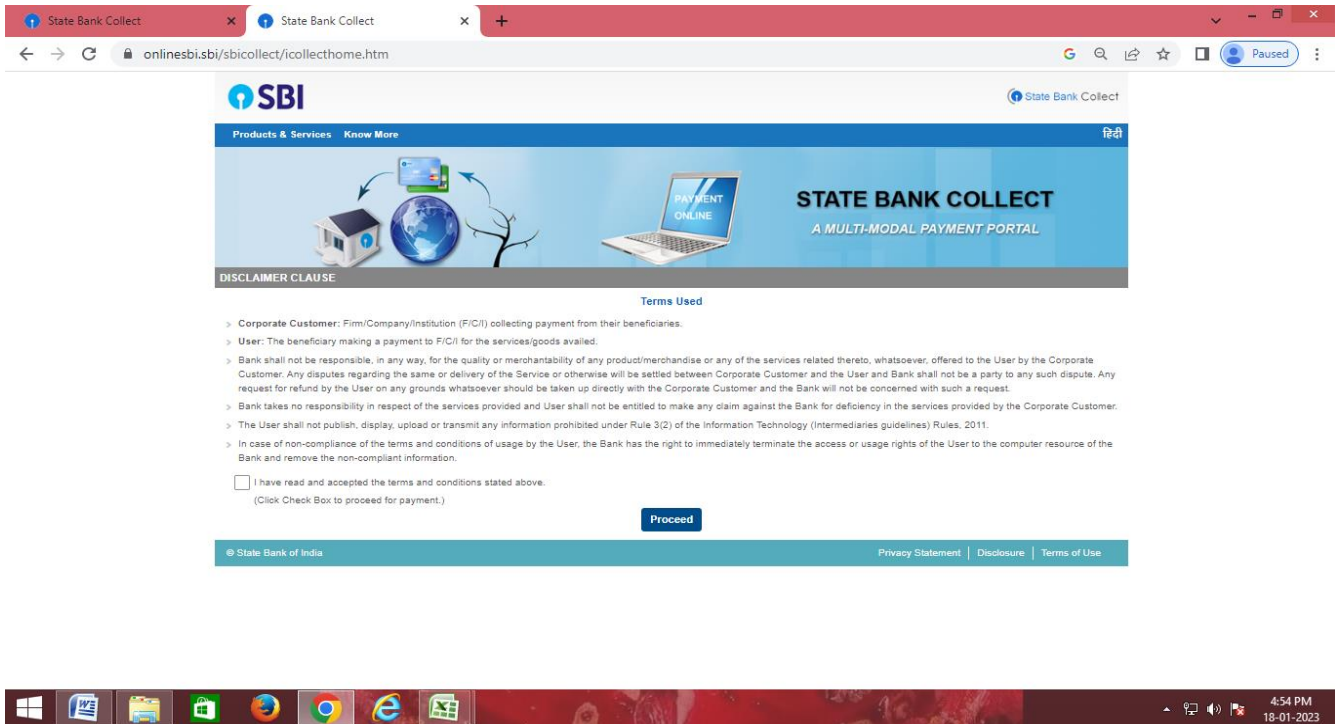 State Bank Collect
State Bank Collect
onlinesbi.sbi/sbicollect/icollecthome.htm
Paused
SBI
State Bank Collect
Products & Services Know More
हिंदी
PAYMENT
ONLINE
STATE BANK COLLECT
A MULTI-MODAL PAYMENT PORTAL
DISCLAIMER CLAUSE
Terms Used
Corporate Customer: Firm/Company/Institution (F/C/I) collecting payment from their beneficiaries.
User: The beneficiary making a payment to F/C/I for the services/goods availed.
Bank shall not be responsible, in any way, for the quality or merchantability of any product/merchandise or any of the services related thereto, whatsoever, offered to the User by the Corporate
Customer. Any disputes regarding the same or delivery of the Service or otherwise will be settled between Corporate Customer and the User and Bank shall not be a party to any such dispute. Any
request for refund by the User on any grounds whatsoever should be taken up directly with the Corporate Customer and the Bank will not be concerned with such a request.
Bank takes no responsibility in respect of the services provided and User shall not be entitled to make any claim against the Bank for deficiency in the services provided by the Corporate Customer.
The User shall not publish, display, upload or transmit any information prohibited under Rule 3(2) of the Information Technology (Intermediaries guidelines) Rules, 2011.
In case of non-compliance of the terms and conditions of usage by the User, the Bank has the right to immediately terminate the access or usage rights of the User to the computer resource of the
Bank and remove the non-compliant information.
I have read and accepted the terms and conditions stated above.
(Click Check Box to proceed for payment.)
Proceed
© State Bank of India
Privacy Statement | Disclosure | Terms of Use
4:54 PM
18-01-2023